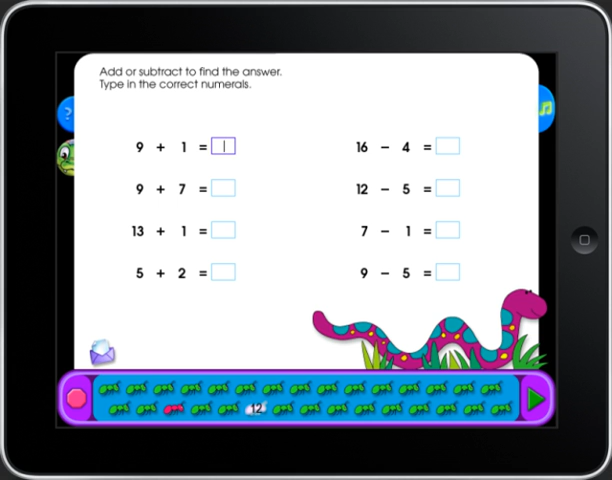 Add or subtract to find the answer.
Type in the correct numerals.
9 + 1 =
9 + 7 =
13 + 1 =
5 + 2 =
16 - 4 =
12 - 5 =
7 - 1 =
9 - 5 =
?
12